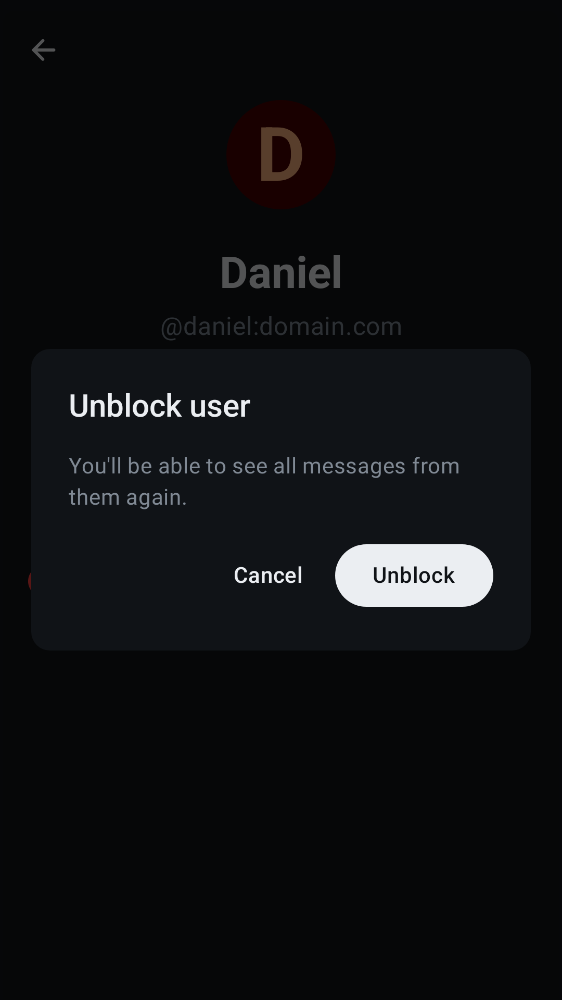 D
Daniel
@daniel:domain.com
Unblock user
You'll be able to see all messages from
them again.
Cancel
Unblock